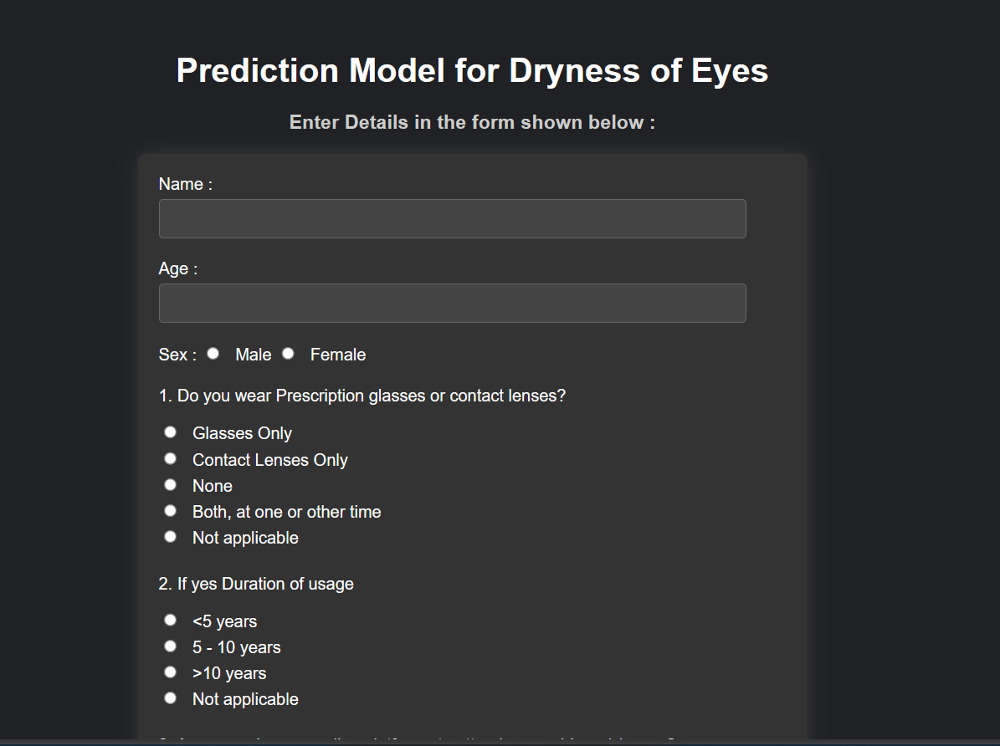 Prediction Model for Dryness of Eyes
Enter Details in the form shown below :
Name :
Age :
Sex : Male Female
1. Do you wear Prescription glasses or contact lenses?
Glasses Only
Contact Lenses Only
None
Both, at one or other time
Not applicable
2. If yes Duration of usage
<5 years
5 - 10 years
>10 years
Not applicable